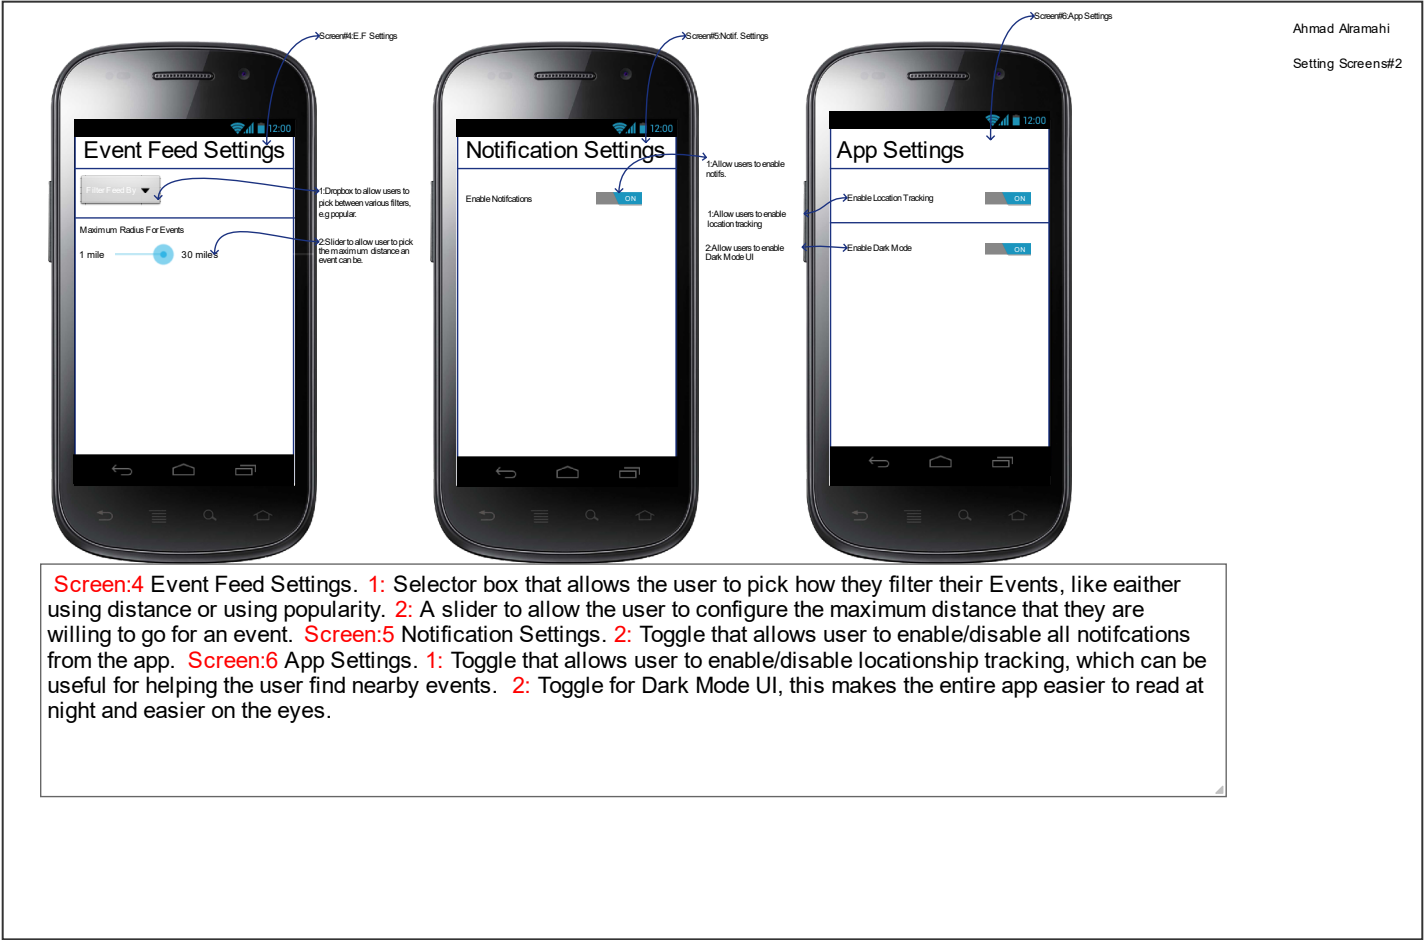 Screen#6:App Settings
Ahmad Alramahi
Setting Screens#2
Screen#4:E.F Settings
Screen#5:Notif. Settings
12:00
Event Feed Settings
Filter Feed By
Maximum Radius For Events
1 mile
30 miles
1:Dropbox to allow users to
pick between various filters,
e.g popular.
2:Slider to allow user to pick
the maximum distance an
event can be.
12:00
Notification Settings
Enable Notifcations
ON
1:Allow users to enable
notifs.
1:Allow users to enable
location tracking
2:Allow users to enable
Dark Mode UI
12:00
App Settings
Enable Location Tracking
ON
Enable Dark Mode
ON
Screen:4 Event Feed Settings. 1: Selector box that allows the user to pick how they filter their Events, like eaither
using distance or using popularity. 2: A slider to allow the user to configure the maximum distance that they are
willing to go for an event. Screen:5 Notification Settings. 2: Toggle that allows user to enable/disable all notifcations
from the app. Screen:6 App Settings. 1: Toggle that allows user to enable/disable locationship tracking, which can be
useful for helping the user find nearby events. 2: Toggle for Dark Mode UI, this makes the entire app easier to read at
night and easier on the eyes.